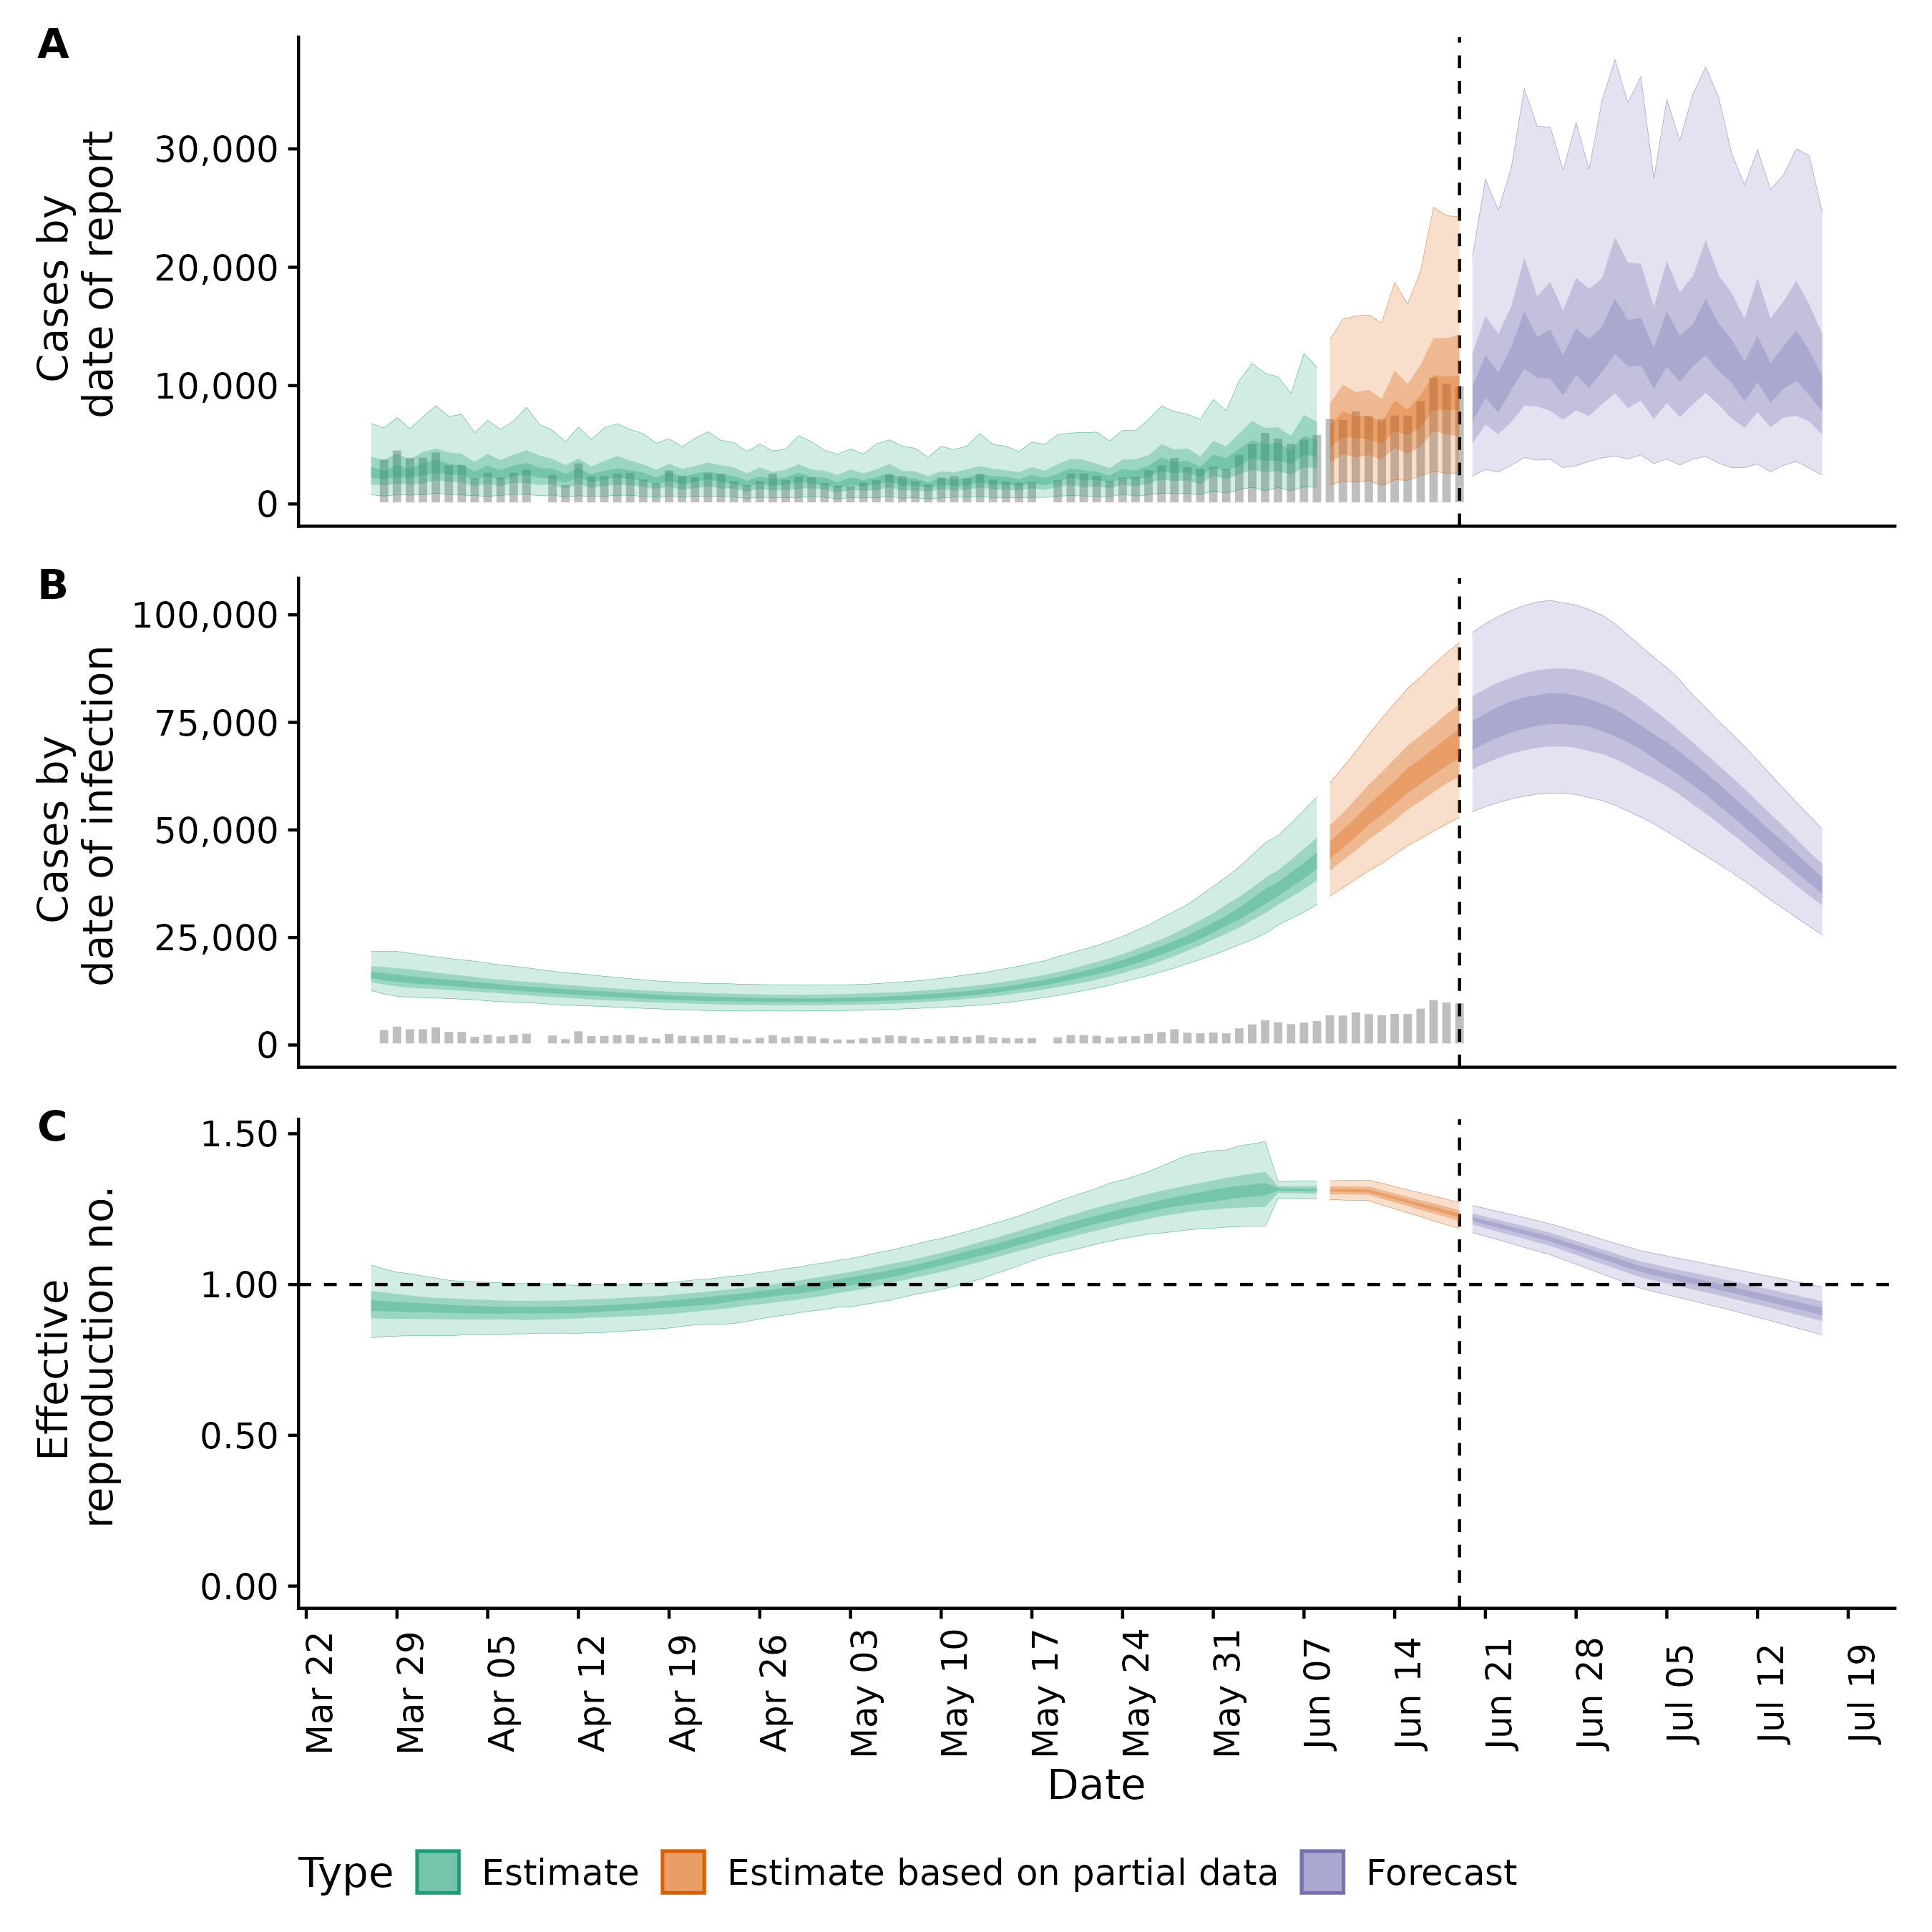 A
Cases by
date of report
30,000
20,000
10,000
0
B
Cases by
date of infection
100,000
75,000
50,000
25,000
0
C
Effective
reproduction no.
1.50
1.00
0.50
0.00
Mar 22
Mar 29
Apr 05
Apr 12
Apr 19
Apr 26
May 03
May 10
May 17
May 24
May 31
Jun 07
Jun 14
Jun 21
Jun 28
Jul 05
Jul 12
Jul 19
Date
Type
Estimate
Estimate based on partial data
Forecast